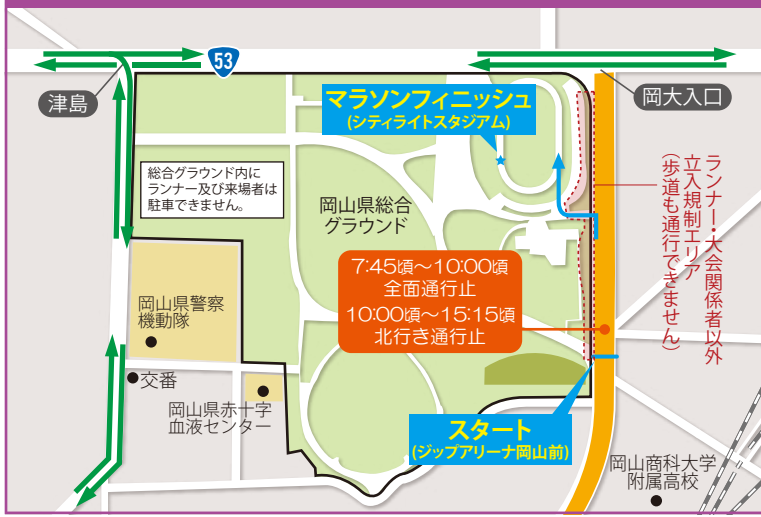 53
津島
マラソンフィニッシュ
(シティライトスタジアム)
岡大入口
総合グラウンド内に
ランナー及び来場者は
駐車できません。
岡山県総合
グラウンド
ランナー・大会関係者以外
立入規制エリア
(歩道も通行できません)
7:45頃～10:00頃
全面通行止
10:00頃～15:15頃
北行き通行止
岡山県警察
機動隊
交番
岡山県赤十字
血液センター
スタート
(ジップアリーナ岡山前)
岡山商科大学
附属高校